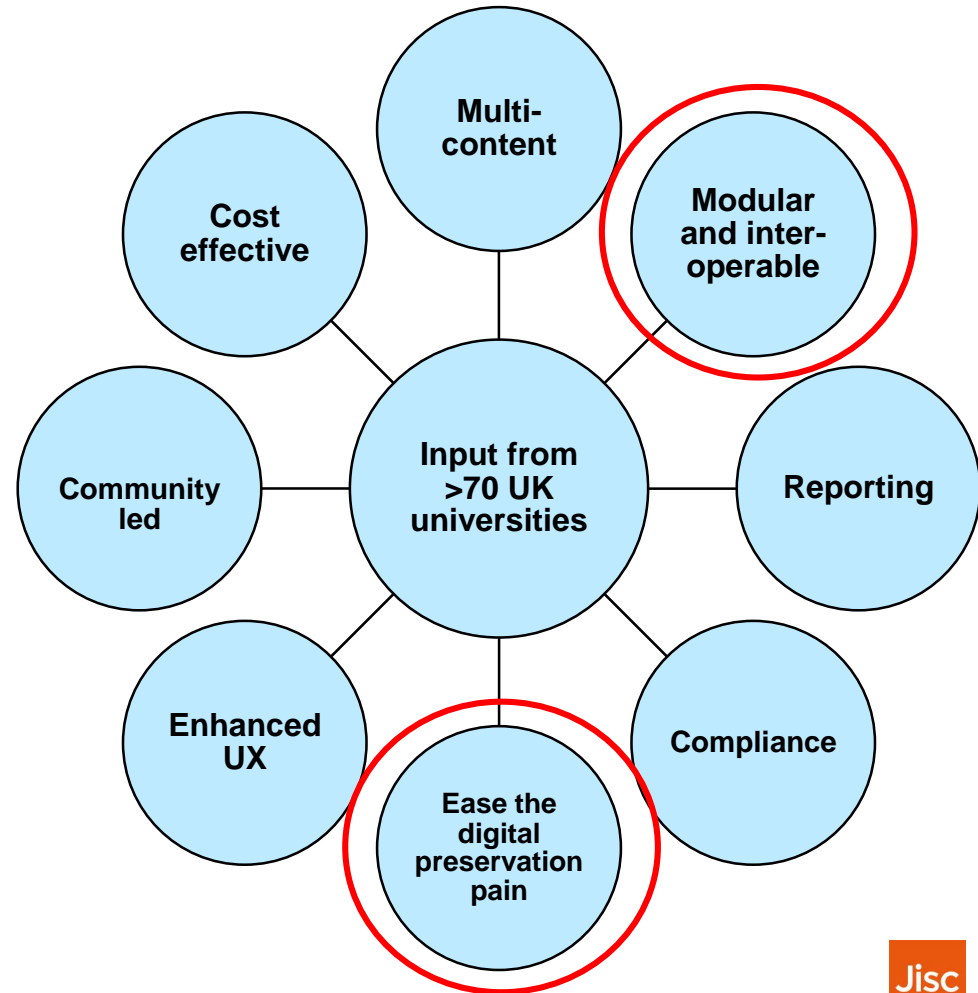 Multi-
content
Modular
and inter-
operable
Cost
effective
Input from
>70 UK
universities
Community
led
Reporting
Enhanced
UX
Compliance
Ease the
digital
preservation
pain
Jisc